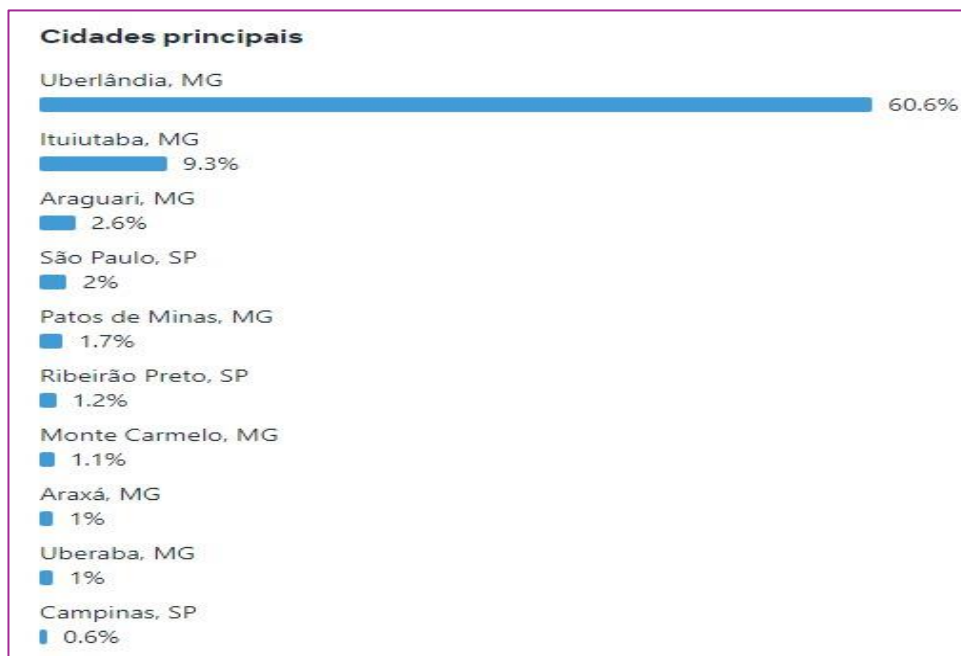 Cidades principais
Uberlândia, MG
60.6%
Ituiutaba, MG
9.3%
Araguari, MG
2.6%
São Paulo, SP
2%
Patos de Minas, MG
1.7%
Ribeirão Preto, SP
1.2%
Monte Carmelo, MG
1.1%
Araxá, MG
1%
Uberaba, MG
1%
Campinas, SP
0.6%